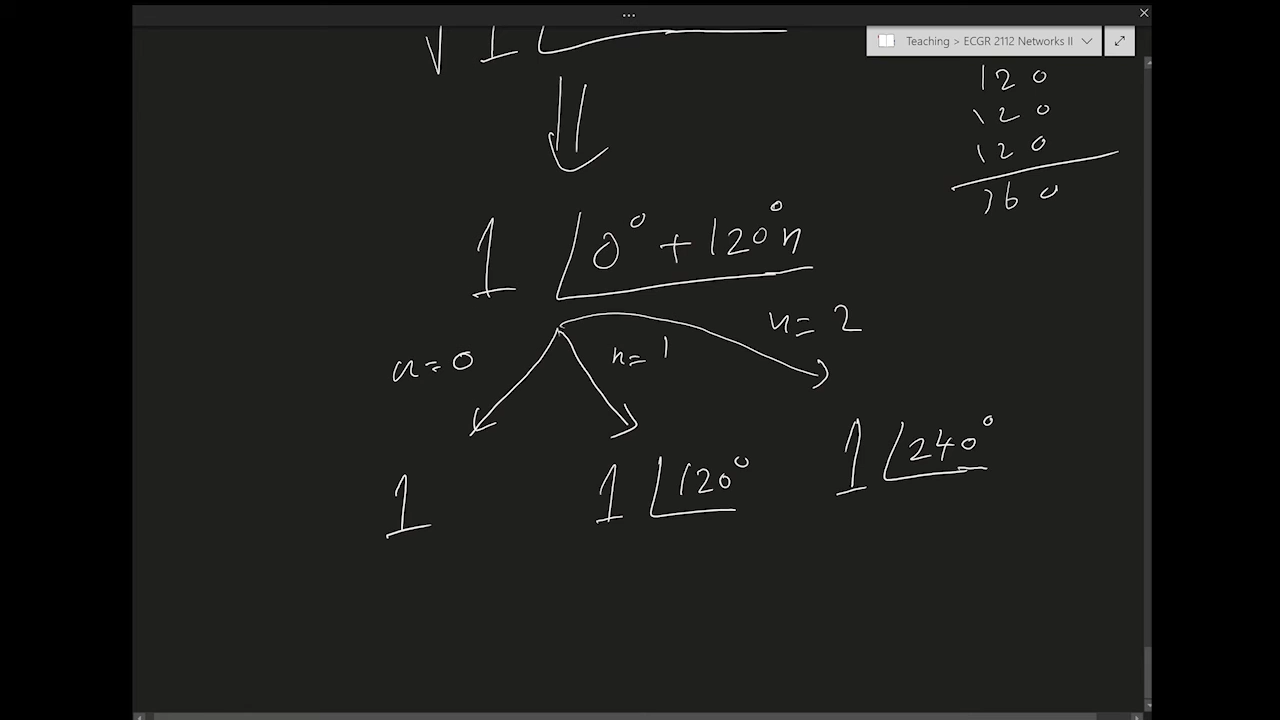 ...
Teaching > ECGR 2112 Networks II
√ 1
120
120
120
360
1 ∠0° + 120°n
n = 0
n = 1
n = 2
1
1 ∠120°
1 ∠240°